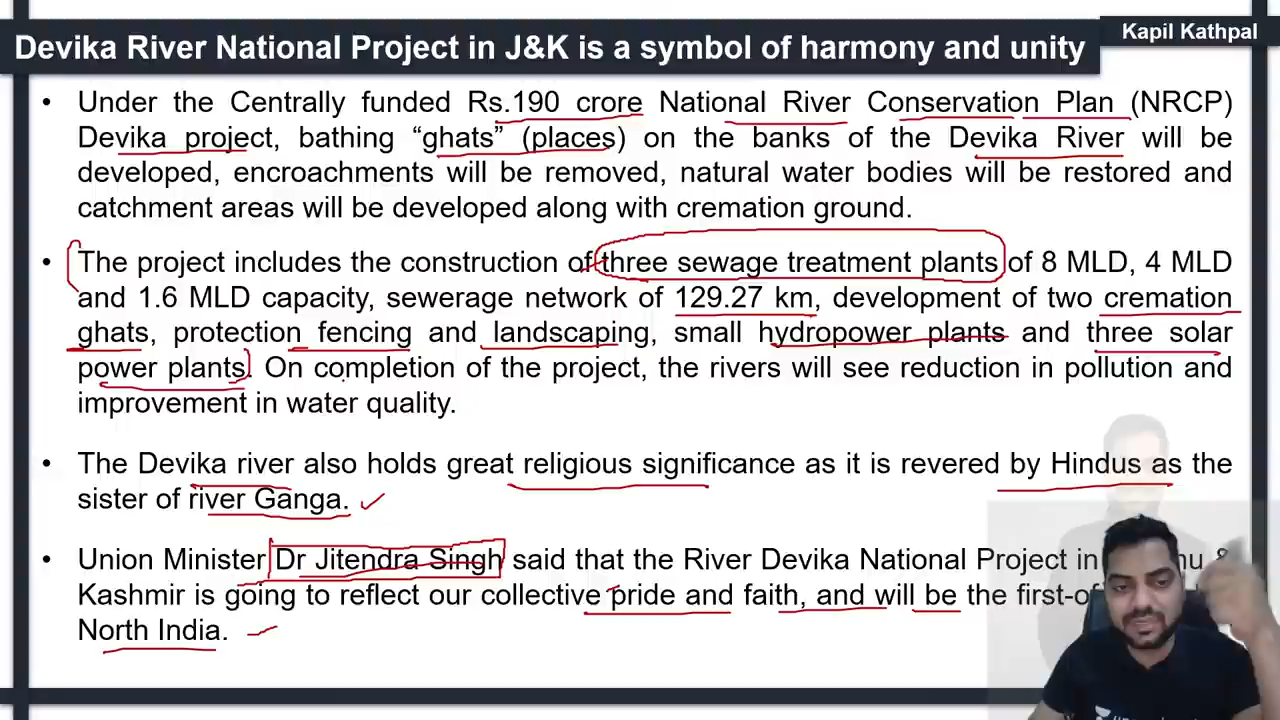 Devika River National Project in J&K is a symbol of harmony and unity
Kapil Kathpal
• Under the Centrally funded Rs.190 crore National River Conservation Plan (NRCP)
Devika project, bathing “ghats” (places) on the banks of the Devika River will be
developed, encroachments will be removed, natural water bodies will be restored and
catchment areas will be developed along with cremation ground.
• The project includes the construction of three sewage treatment plants of 8 MLD, 4 MLD
and 1.6 MLD capacity, sewerage network of 129.27 km, development of two cremation
ghats, protection fencing and landscaping, small hydropower plants and three solar
power plants. On completion of the project, the rivers will see reduction in pollution and
improvement in water quality.
• The Devika river also holds great religious significance as it is revered by Hindus as the
sister of river Ganga.
• Union Minister Dr Jitendra Singh said that the River Devika National Project in &
Kashmir is going to reflect our collective pride and faith, and will be the
North India.